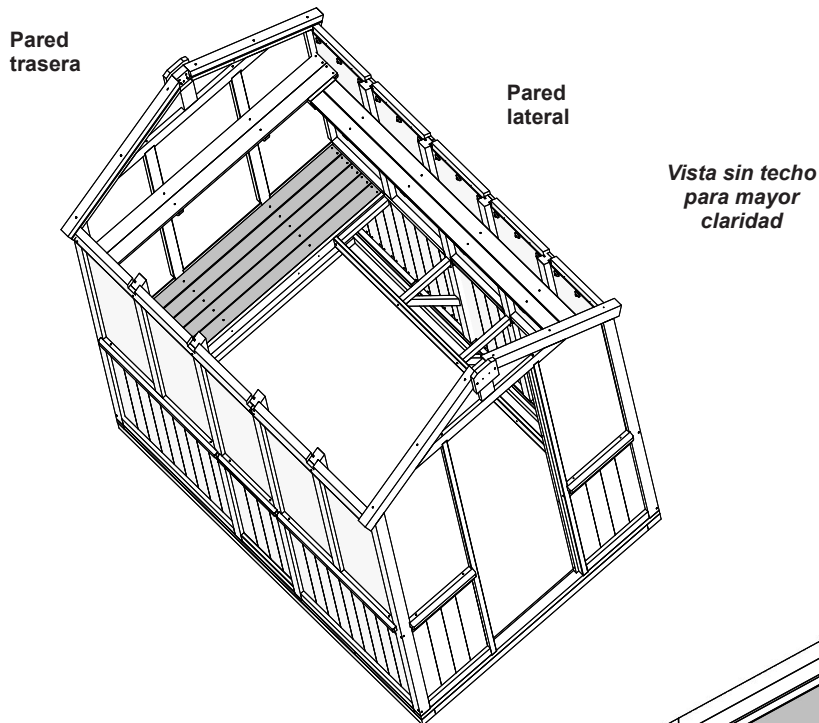 Pared
trasera
Pared
lateral
Vista sin techo
para mayor
claridad